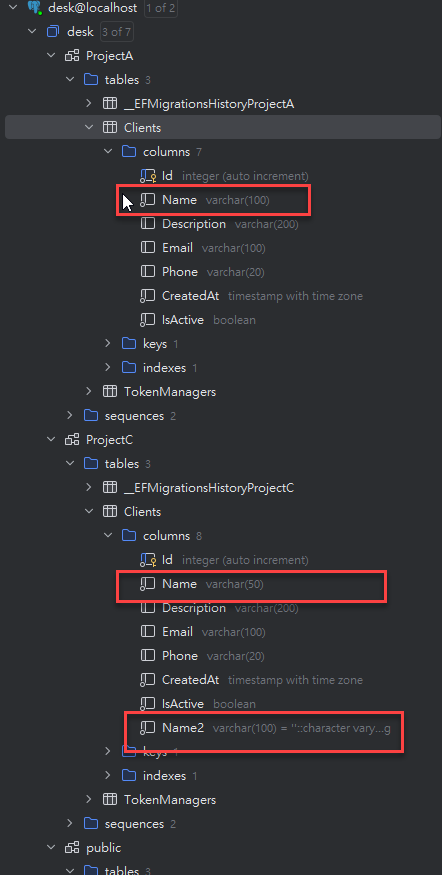 desk@localhost 1 of 2
desk 3 of 7
ProjectA
tables 3
__EFMigrationsHistoryProjectA
Clients
columns 7
Id integer (auto increment)
Name varchar(100)
Description varchar(200)
Email varchar(100)
Phone varchar(20)
CreatedAt timestamp with time zone
IsActive boolean
keys 1
indexes 1
TokenManagers
sequences 2
ProjectC
tables 3
__EFMigrationsHistoryProjectC
Clients
columns 8
Id integer (auto increment)
Name varchar(50)
Description varchar(200)
Email varchar(100)
Phone varchar(20)
CreatedAt timestamp with time zone
IsActive boolean
Name2 varchar(100) = ''::character vary...g
keys 1
indexes 1
TokenManagers
sequences 2
public
tables 3